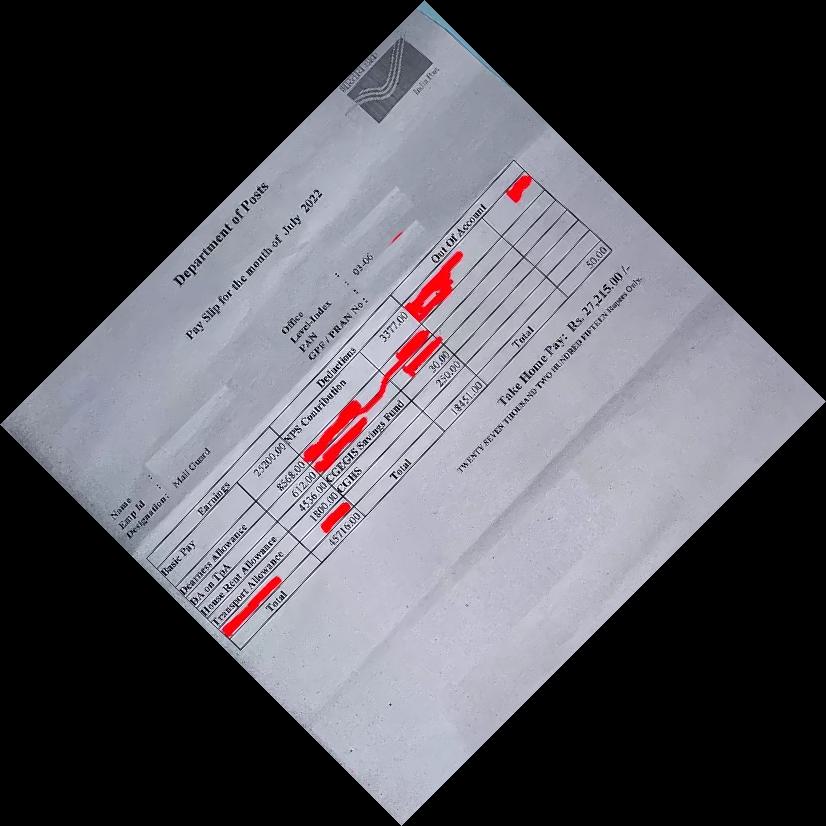 India Post
Department of Posts
Pay Slip for the month of July 2022
Name :
Office :
Emp Id :
Level-Index : 03-06
Designation: Mail Guard
PAN :
GPF / PRAN No :
Earnings Deductions Out Of Account
Basic Pay 25200.00 NPS Contribution 3377.00
Dearness Allowance 8568.00
DA on TpA 612.00
House Rent Allowance 4536.00 CGEGIS Savings Fund 30.00
Transport Allowance 1800.00 CGHS 250.00
Total 45716.00 Total 18451.00 Total 50.00
Take Home Pay: Rs. 27,215.00 /-
TWENTY SEVEN THOUSAND TWO HUNDRED FIFTEEN Rupees Only.